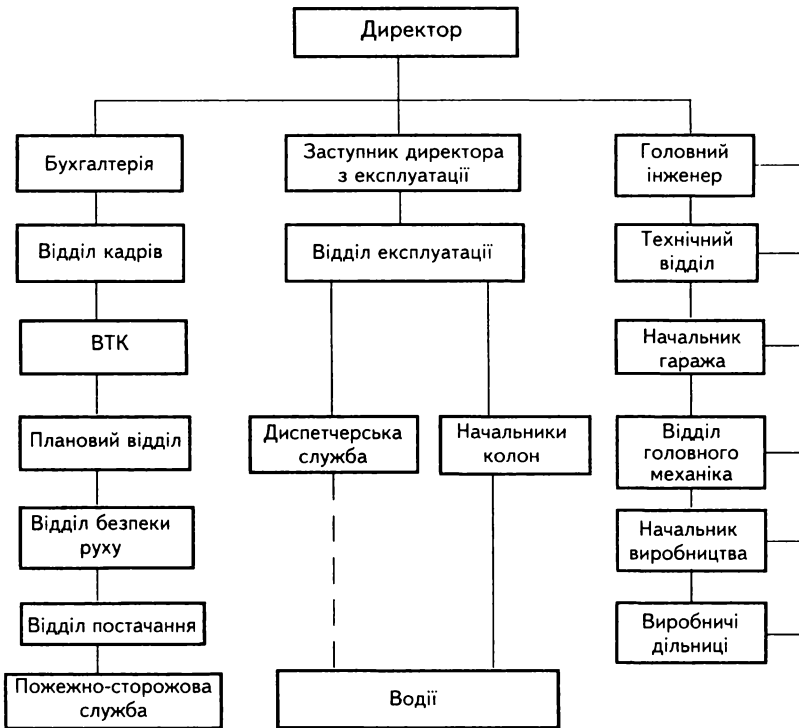 Директор
Бухгалтерія
Заступник директора
з експлуатації
Головний
інженер
Відділ кадрів
Відділ експлуатації
Технічний
відділ
ВТК
Начальник
гаража
Плановий відділ
Диспетчерська
служба
Начальники
колон
Відділ
головного
механіка
Відділ безпеки
руху
Начальник
виробництва
Відділ постачання
Виробничі
дільниці
Пожежно-сторожова
служба
Водії